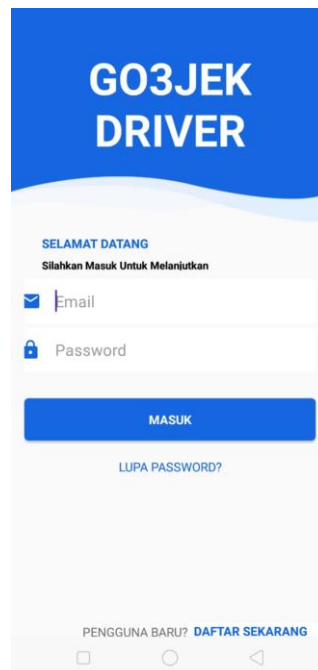 GO3JEK
DRIVER
SELAMAT DATANG
Silahkan Masuk Untuk Melanjutkan
Email
Password
MASUK
LUPA PASSWORD?
PENGGUNA BARU? DAFTAR SEKARANG